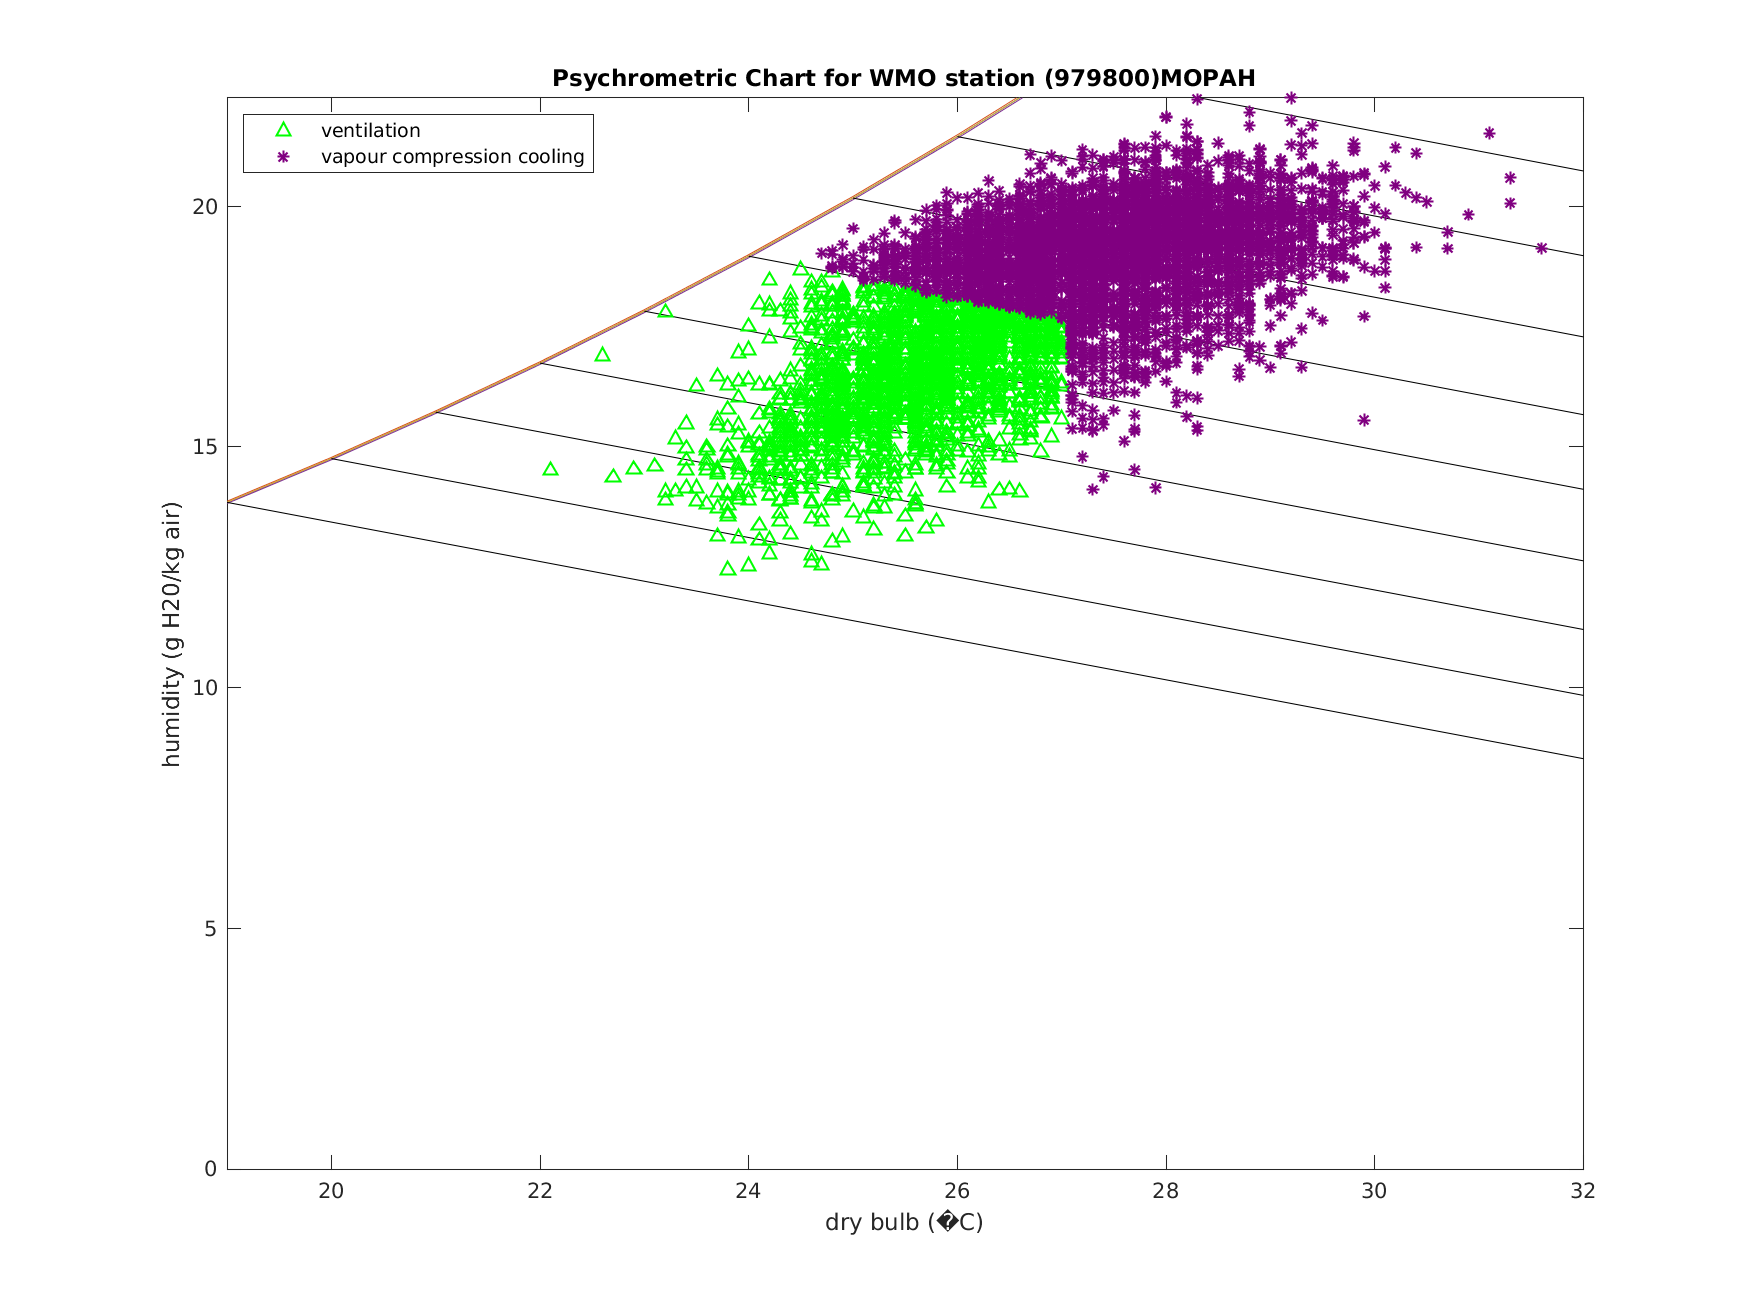 Psychrometric Chart for WMO station (979800)MOPAH
ventilation
vapour compression cooling
humidity (g H20/kg air)
20
15
10
5
0
20 22 24 26 28 30 32
dry bulb (�C)